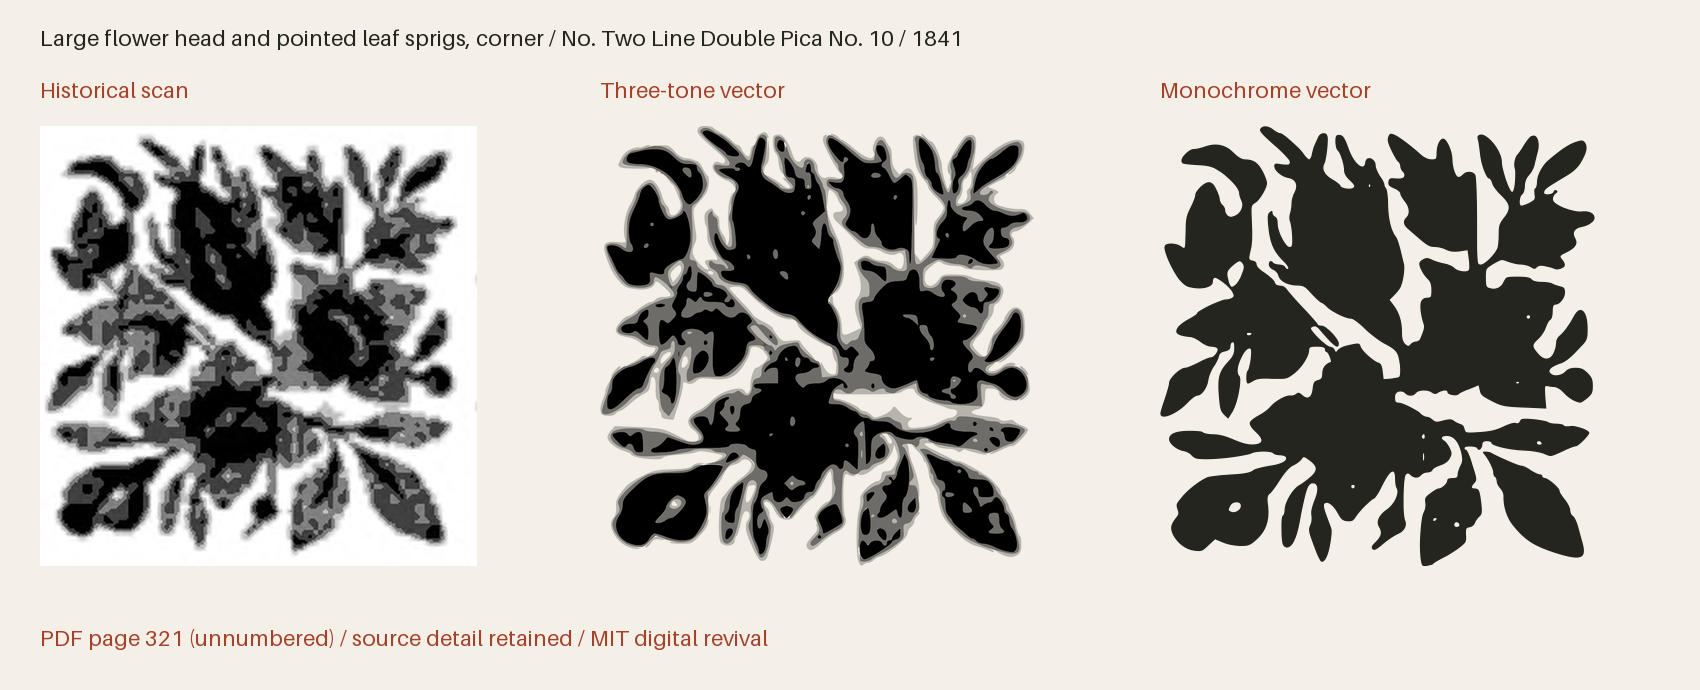 Large flower head and pointed leaf sprigs, corner / No. Two Line Double Pica No. 10 / 1841
Historical scan
Three-tone vector
Monochrome vector
PDF page 321 (unnumbered) / source detail retained / MIT digital revival